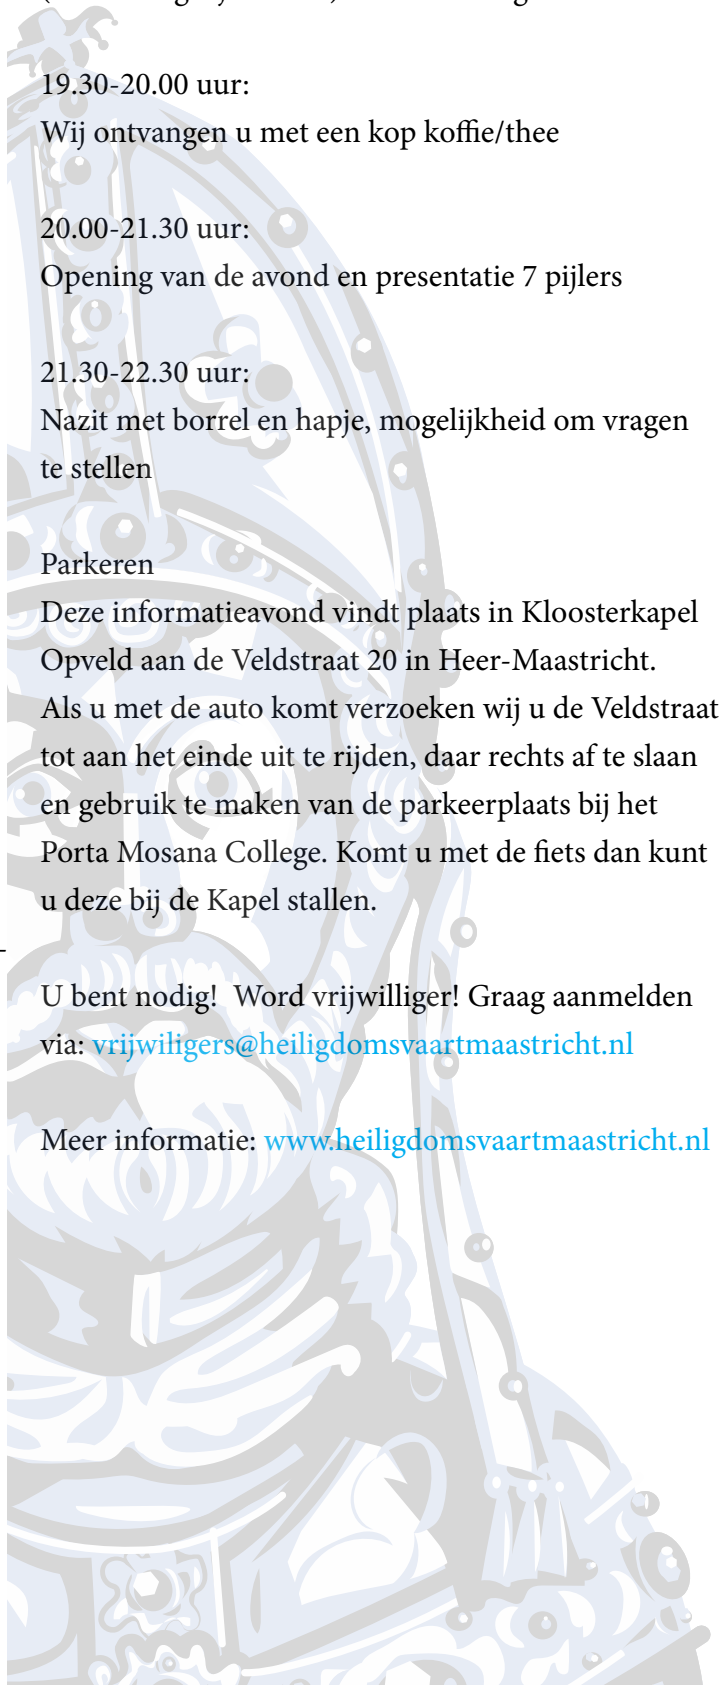 19.30-20.00 uur:
Wij ontvangen u met een kop koffie/thee
20.00-21.30 uur:
Opening van de avond en presentatie 7 pijlers
21.30-22.30 uur:
Nazit met borrel en hapje, mogelijkheid om vragen
te stellen
Parkeren
Deze informatieavond vindt plaats in Kloosterkapel
Opveld aan de Veldstraat 20 in Heer-Maastricht.
Als u met de auto komt verzoeken wij u de Veldstraat
tot aan het einde uit te rijden, daar rechts af te slaan
en gebruik te maken van de parkeerplaats bij het
Porta Mosana College. Komt u met de fiets dan kunt
u deze bij de Kapel stallen.
U bent nodig!  Word vrijwilliger! Graag aanmelden
via: vrijwiligers@heiligdomsvaartmaastricht.nl
Meer informatie: www.heiligdomsvaartmaastricht.nl